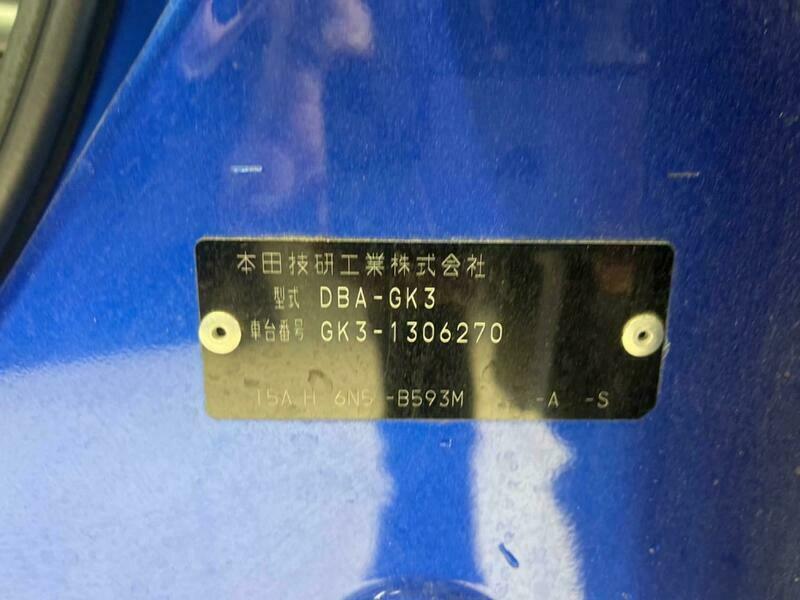 本田技研工業株式会社
型式 DBA-GK3
車台番号 GK3-1306270
T5A H 6N5 -B593M -A -S